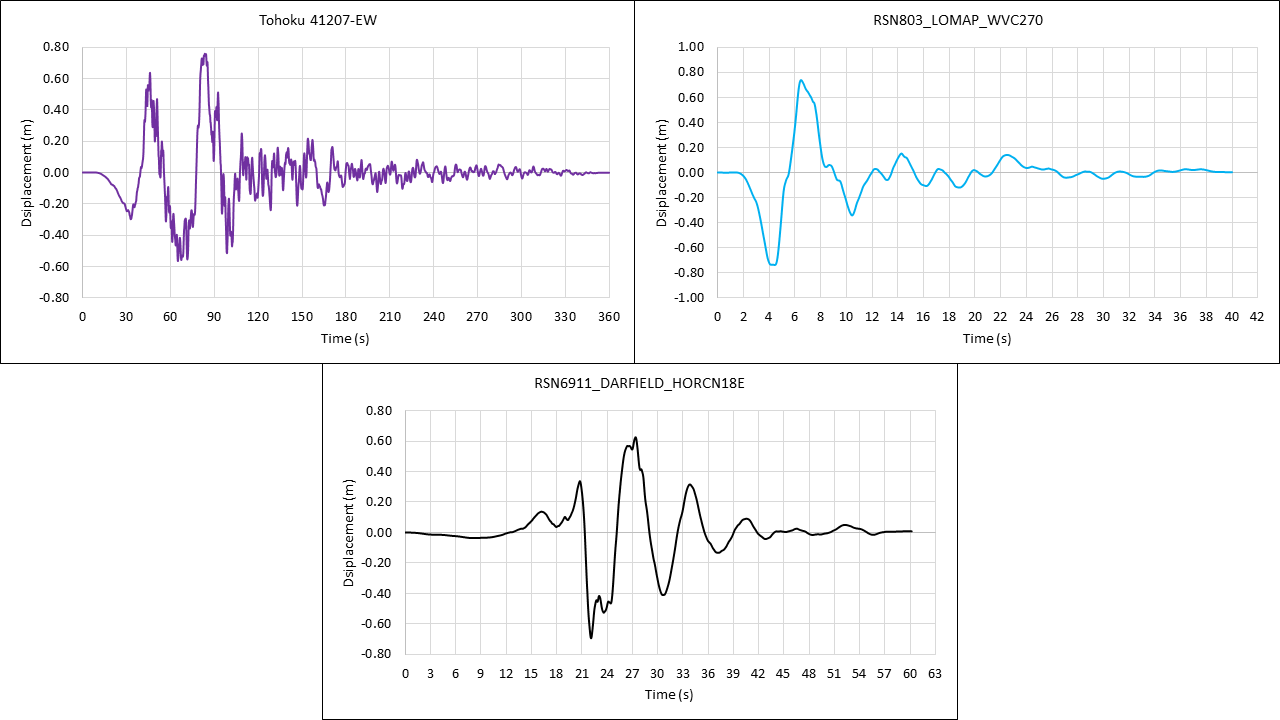 Tohoku 41207-EW
0.80
0.60
0.40
0.20
0.00
-0.20
-0.40
-0.60
-0.80
Dsiplacement (m)
0 30 60 90 120 150 180 210 240 270 300 330 360
Time (s)
RSN803_LOMAP_WVC270
1.00
0.80
0.60
0.40
0.20
0.00
-0.20
-0.40
-0.60
-0.80
-1.00
Dsiplacement (m)
0 2 4 6 8 10 12 14 16 18 20 22 24 26 28 30 32 34 36 38 40 42
Time (s)
RSN6911_DARFIELD_HORCN18E
0.80
0.60
0.40
0.20
0.00
-0.20
-0.40
-0.60
-0.80
Dsiplacement (m)
0 3 6 9 12 15 18 21 24 27 30 33 36 39 42 45 48 51 54 57 60 63
Time (s)